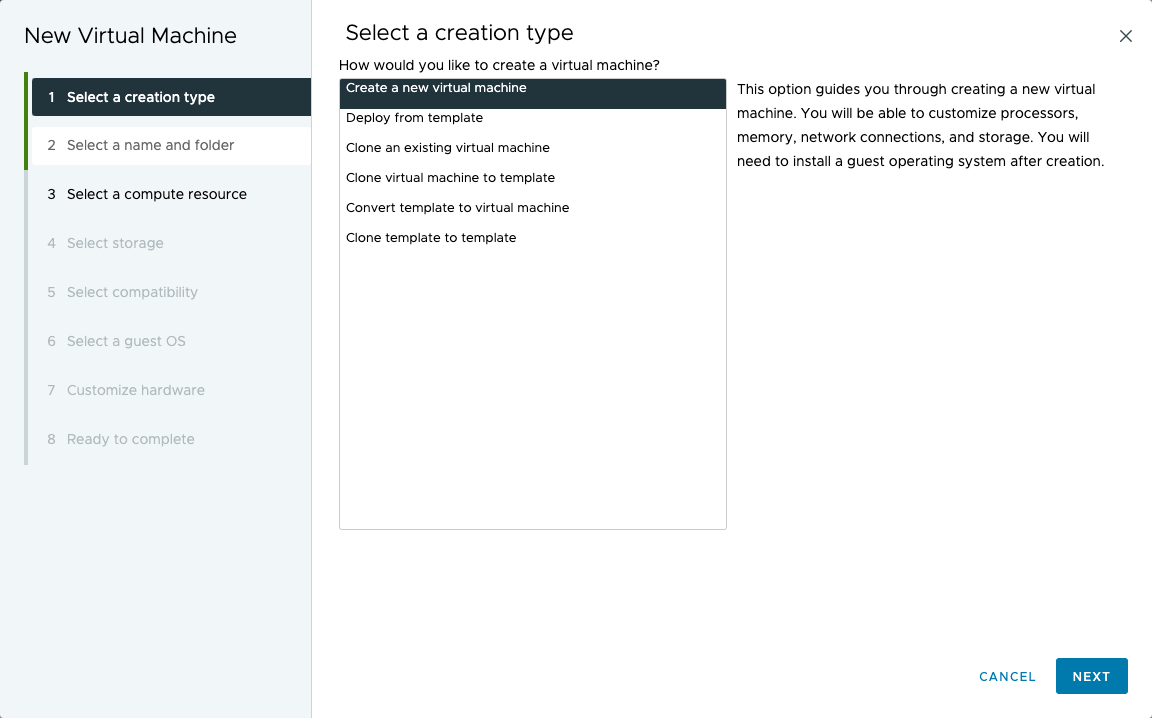 New Virtual Machine
1 Select a creation type
2 Select a name and folder
3 Select a compute resource
4 Select storage
5 Select compatibility
6 Select a guest OS
7 Customize hardware
8 Ready to complete
Select a creation type
How would you like to create a virtual machine?
Create a new virtual machine
Deploy from template
Clone an existing virtual machine
Clone virtual machine to template
Convert template to virtual machine
Clone template to template
This option guides you through creating a new virtual
machine. You will be able to customize processors,
memory, network connections, and storage. You will
need to install a guest operating system after creation.
CANCEL
NEXT